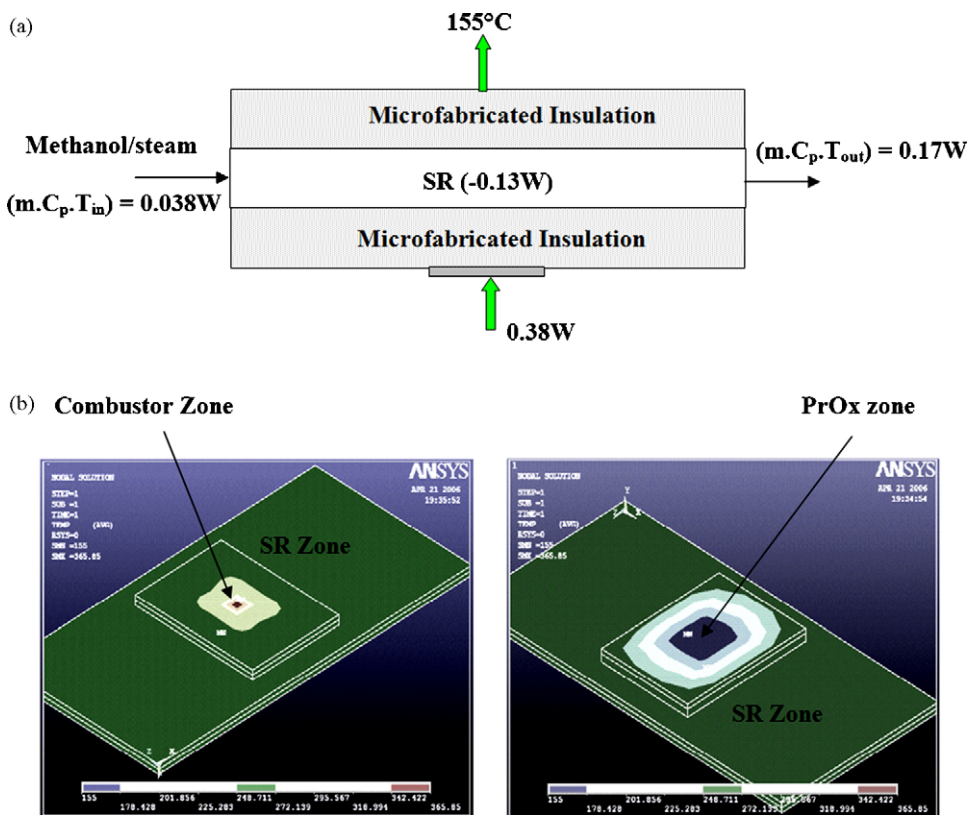 (a)
155°C
Microfabricated Insulation
Methanol/steam
(m.Cp.Tin) = 0.038W
SR (-0.13W)
(m.Cp.Tout) = 0.17W
Microfabricated Insulation
0.38W
(b)
Combustor Zone
PrOx zone
NODAL SOLUTION
STEP=1
SUB =1
TIME=1
TEMP (AVG)
RSYS=0
SMN =155
SMX =365.85
ANSYS
APR 21 2006
19:35:52
SR Zone
MN
Z X
155 201.856 248.711 295.567 342.422
178.428 225.283 272.139 318.994 365.85
1
NODAL SOLUTION
STEP=1
SUB =1
TIME=1
TEMP (AVG)
RSYS=0
SMN =155
SMX =365.85
ANSYS
APR 21 2006
19:34:54
Y
Z X
MN
SR Zone
155 201.856 248.711 295.567 342.422
178.428 225.283 272.139 318.994 365.85